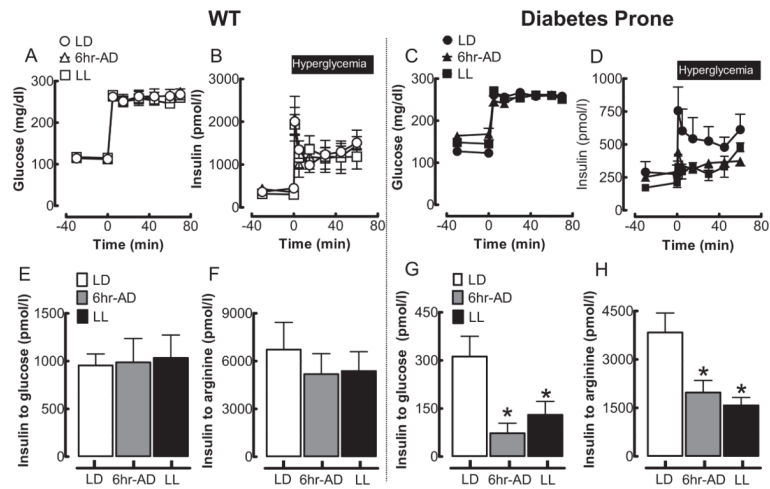 WT
Diabetes Prone
A
LD
6hr-AD
LL
Glucose (mg/dl)
300
200
100
0
-40
0
40
80
Time (min)
B
Hyperglycemia
Insulin (pmol/l)
3000
2000
1000
0
-40
0
40
80
Time (min)
C
LD
6hr-AD
LL
Glucose (mg/dl)
300
200
100
0
-40
0
40
80
Time (min)
D
Hyperglycemia
Insulin (pmol/l)
1000
750
500
250
0
-40
0
40
80
Time (min)
E
LD
6hr-AD
LL
Insulin to glucose (pmol/l)
1500
1000
500
0
LD 6hr-AD LL
F
Insulin to arginine (pmol/l)
9000
6000
3000
0
LD 6hr-AD LL
G
LD
6hr-AD
LL
Insulin to glucose (pmol/l)
450
300
150
0
*
*
LD 6hr-AD LL
H
Insulin to arginine (pmol/l)
4500
3000
1500
0
*
*
LD 6hr-AD LL